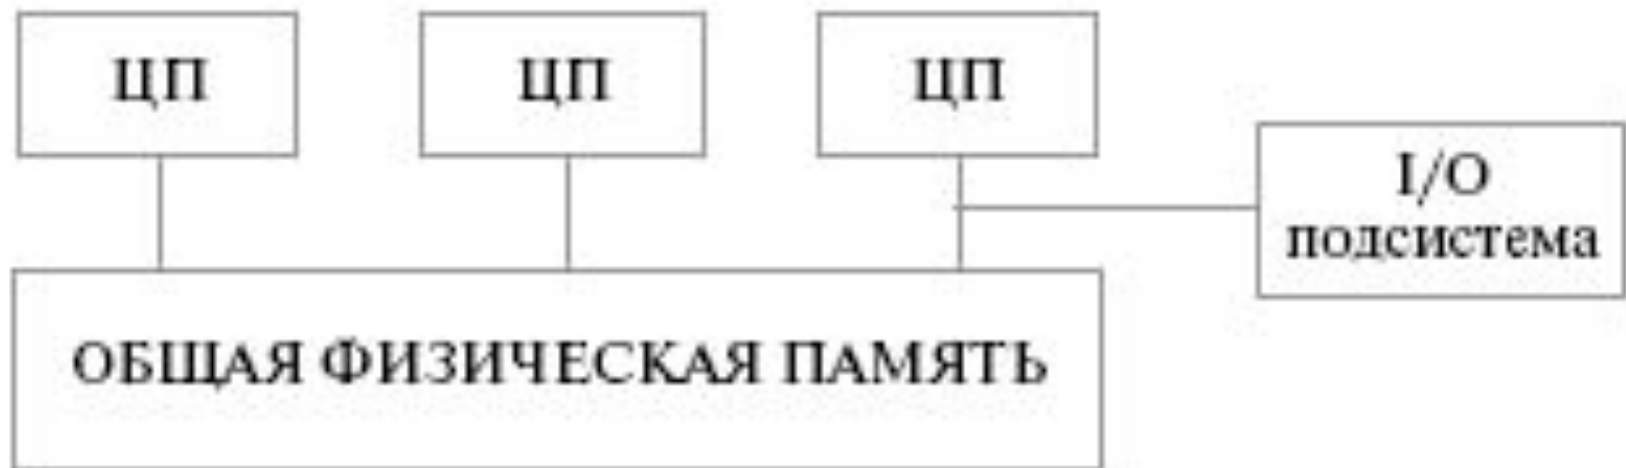 ЦП
ЦП
ЦП
I/O
подсистема
ОБЩАЯ ФИЗИЧЕСКАЯ ПАМЯТЬ